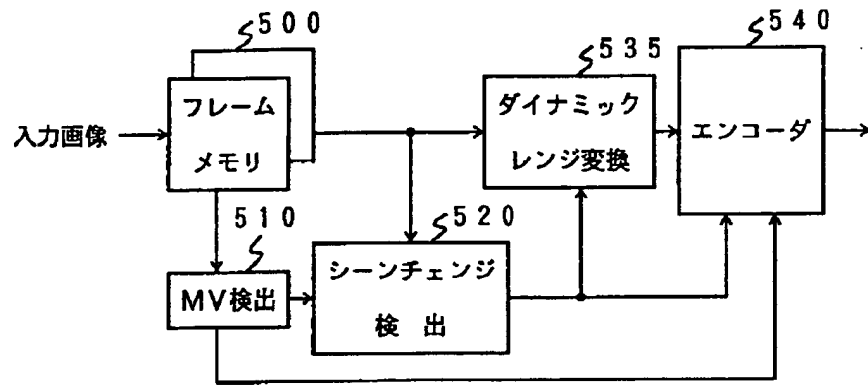 500
フレーム
メモリ
入力画像
510
MV検出
520
シーンチェンジ
検 出
535
ダイナミック
レンジ変換
540
エンコーダ